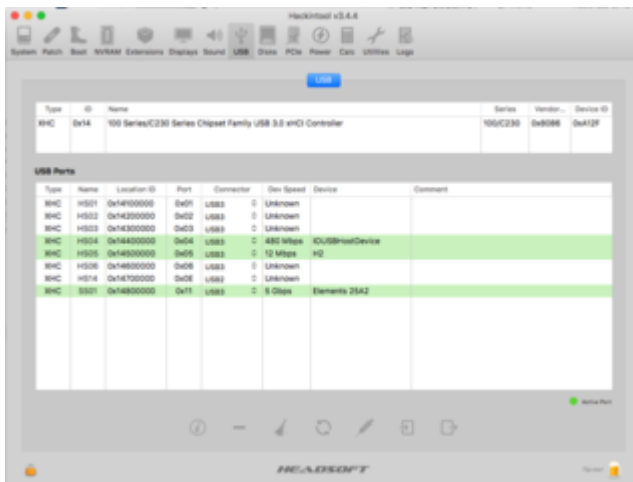 Hackintool v3.4.4
System Patch Boot NVRAM Extensions Displays Sound USB Disks PCIe Power Calc Utilities Logs
USB
Type ID Name Series Vendor... Device ID
XHC 0x14 100 Series/C230 Series Chipset Family USB 3.0 xHCI Controller 100/C230 0x8086 0xA12F
USB Ports
Type Name Location ID Port Connector Dev Speed Device Comment
XHC HS01 0x14100000 0x01 USB3 Unknown
XHC HS02 0x14200000 0x02 USB3 Unknown
XHC HS03 0x14300000 0x03 USB3 Unknown
XHC HS04 0x14400000 0x04 USB3 480 Mbps IOUSBHostDevice
XHC HS05 0x14500000 0x05 USB3 12 Mbps H2
XHC HS06 0x14600000 0x06 USB3 Unknown
XHC HS14 0x14700000 0x0E Unknown
XHC SS01 0x14800000 0x11 USB3 5 Gbps Elements 25A2
Active Port
HEADSOFT